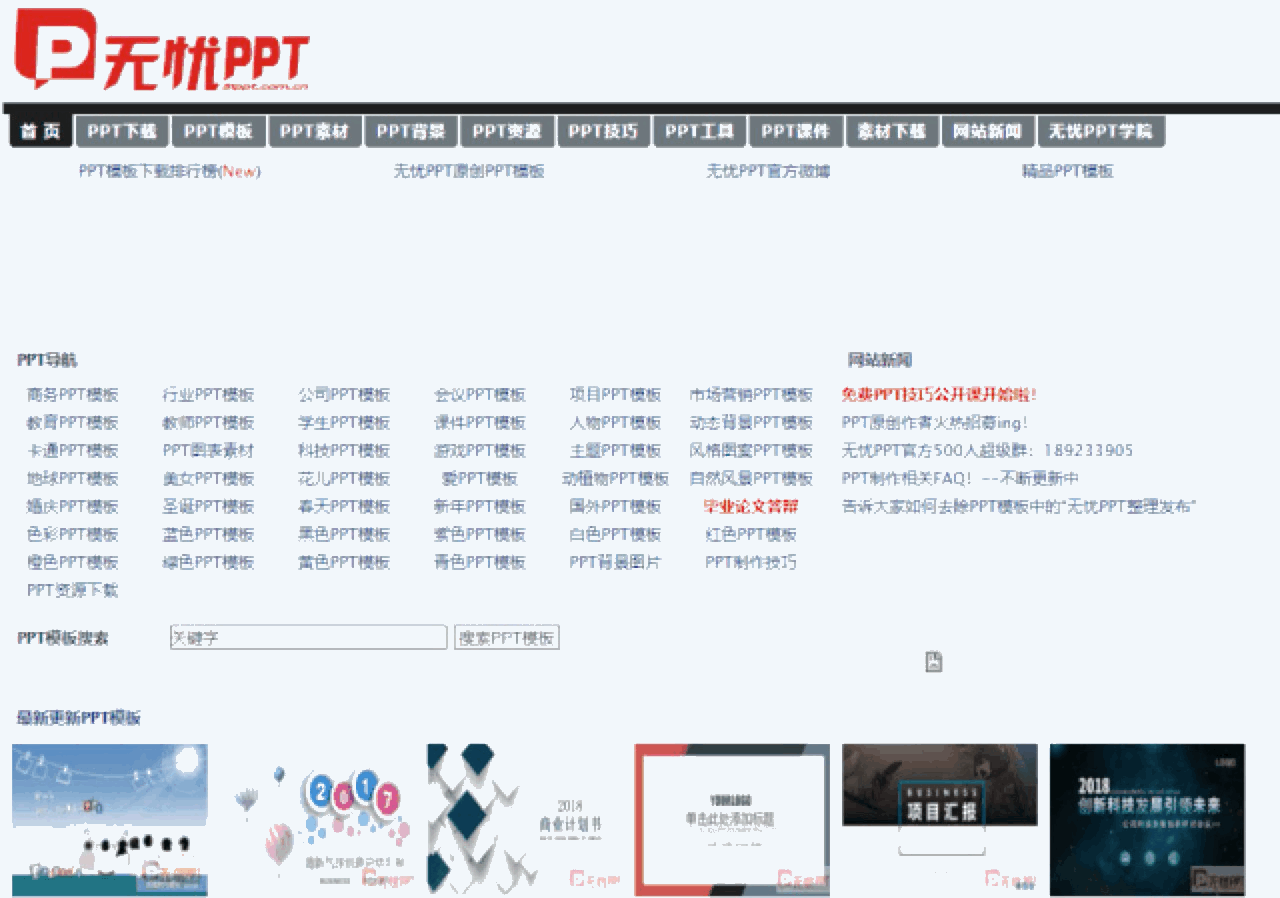 无忧PPT
51ppt.com.cn
首 页 PPT下载 PPT模板 PPT素材 PPT背景 PPT资源 PPT技巧 PPT工具 PPT课件 素材下载 网站新闻 无忧PPT学院
PPT模板下载排行榜(New) 无忧PPT原创PPT模板 无忧PPT官方微博 精品PPT模板
PPT导航 网站新闻
商务PPT模板 行业PPT模板 公司PPT模板 会议PPT模板 项目PPT模板 市场营销PPT模板 免费PPT技巧公开课开始啦!
教育PPT模板 教师PPT模板 学生PPT模板 课件PPT模板 人物PPT模板 动态背景PPT模板 PPT原创作者火热招募ing!
卡通PPT模板 PPT图表素材 科技PPT模板 游戏PPT模板 主题PPT模板 风格图案PPT模板 无忧PPT官方500人超级群: 189233905
地球PPT模板 美女PPT模板 花儿PPT模板 爱PPT模板 动植物PPT模板 自然风景PPT模板 PPT制作相关FAQ! --不断更新中
婚庆PPT模板 圣诞PPT模板 春天PPT模板 新年PPT模板 国外PPT模板 毕业论文答辩 告诉大家如何去除PPT模板中的"无忧PPT整理发布"
色彩PPT模板 蓝色PPT模板 黑色PPT模板 紫色PPT模板 白色PPT模板 红色PPT模板
橙色PPT模板 绿色PPT模板 黄色PPT模板 青色PPT模板 PPT背景图片 PPT制作技巧
PPT资源下载
PPT模板搜索 关键字 搜索PPT模板
最新更新PPT模板
2017
2018
商业计划书
YOUR LOGO
单击此处添加标题
BUSINESS
项目汇报
LOGO
2018
创新科技发展引领未来
无忧PPT